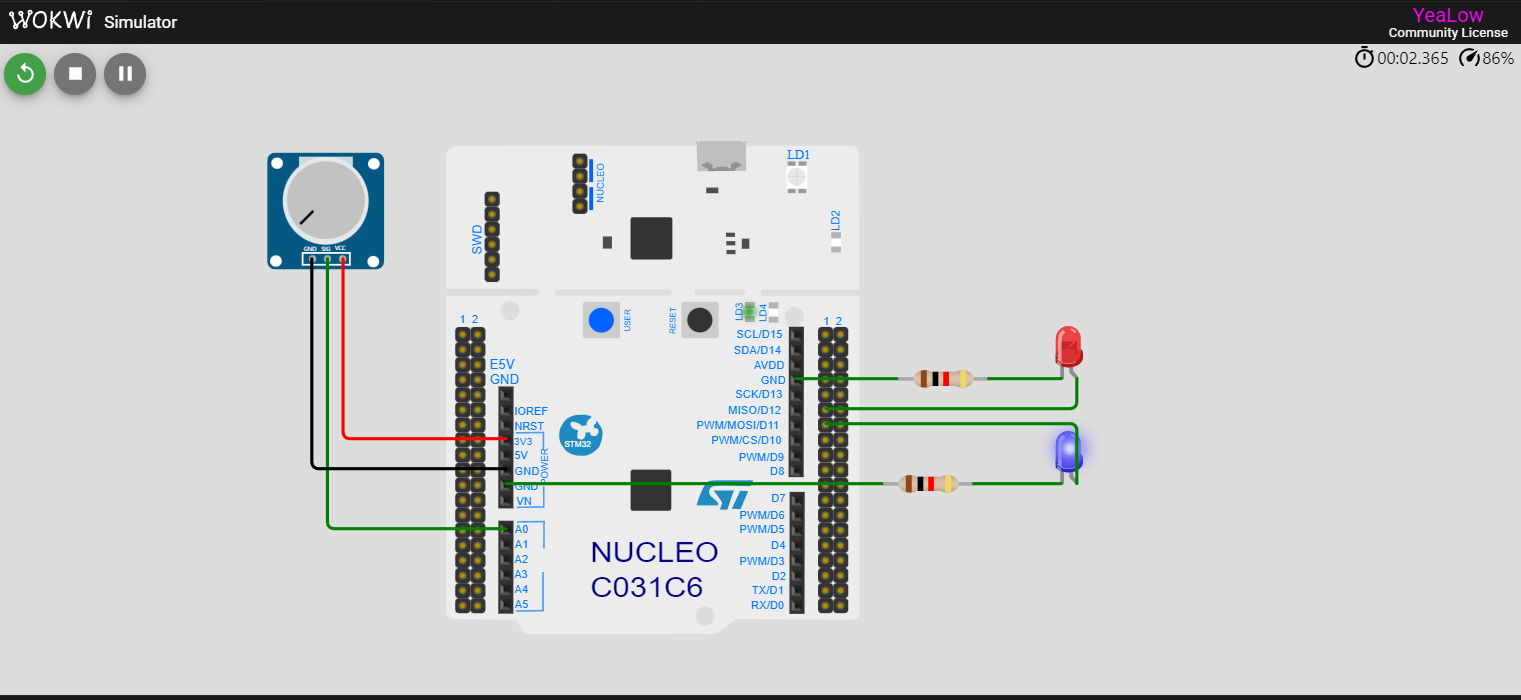 WOKWi Simulator
YeaLow
Community License
00:02.365 86%
LD1
NUCLEO
LD2
SWD
GND SIG VCC
USER
RESET
LD3
LD4
1 2
1 2
E5V
GND
IOREF
NRST
3V3
5V
GND
GND
VN
POWER
A0
A1
A2
A3
A4
A5
STM32
ST
NUCLEO
C031C6
SCL/D15
SDA/D14
AVDD
GND
SCK/D13
MISO/D12
PWM/MOSI/D11
PWM/CS/D10
PWM/D9
D8
D7
PWM/D6
PWM/D5
D4
PWM/D3
D2
TX/D1
RX/D0